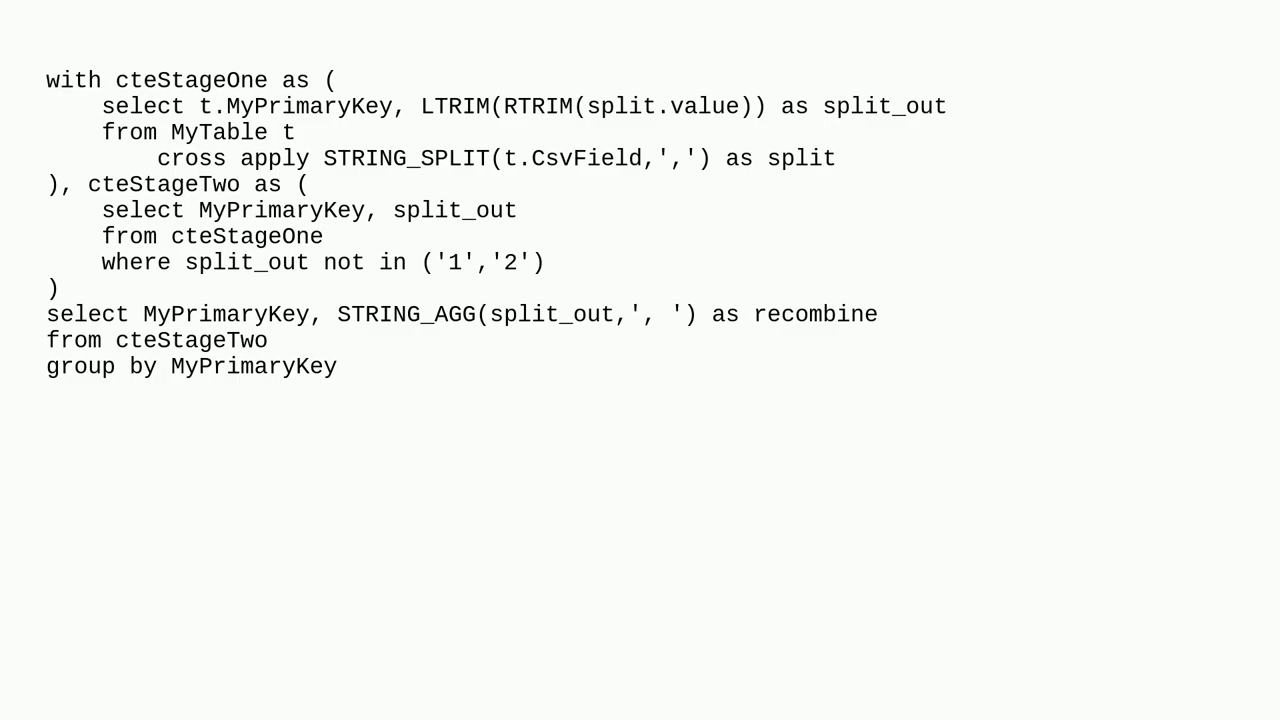 with cteStageOne as (
    select t.MyPrimaryKey, LTRIM(RTRIM(split.value)) as split_out
    from MyTable t
        cross apply STRING_SPLIT(t.CsvField,',') as split
), cteStageTwo as (
    select MyPrimaryKey, split_out
    from cteStageOne
    where split_out not in ('1','2')
)
select MyPrimaryKey, STRING_AGG(split_out,', ') as recombine
from cteStageTwo
group by MyPrimaryKey